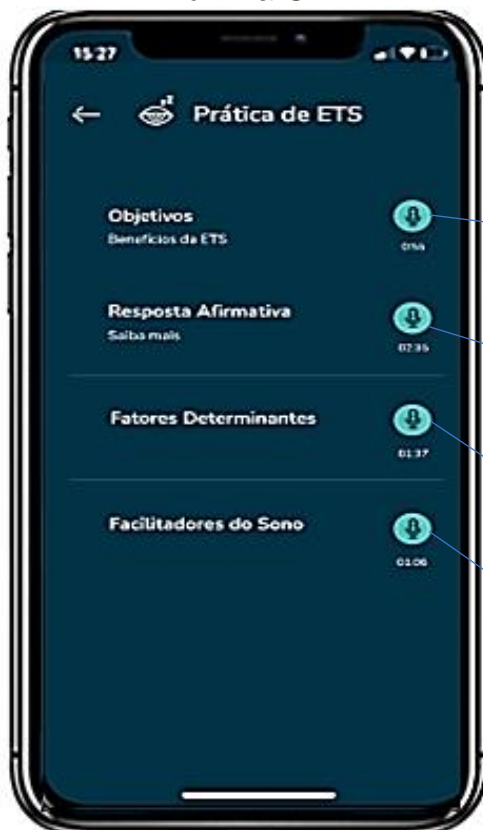 15:27
Prática de ETS
Objetivos
Benefícios da ETS
Resposta Afirmativa
Saiba mais
02:35
Fatores Determinantes
01:37
Facilitadores do Sono
01:06